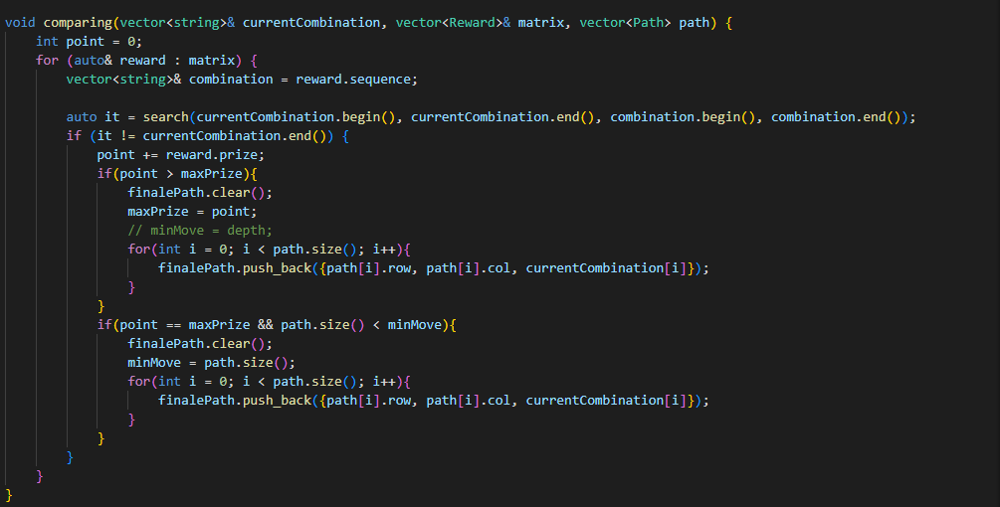 void comparing(vector<string>& currentCombination, vector<Reward>& matrix, vector<Path> path) {
    int point = 0;
    for (auto& reward : matrix) {
        vector<string>& combination = reward.sequence;

        auto it = search(currentCombination.begin(), currentCombination.end(), combination.begin(), combination.end());
        if (it != currentCombination.end()) {
            point += reward.prize;
            if(point > maxPrize){
                finalePath.clear();
                maxPrize = point;
                // minMove = depth;
                for(int i = 0; i < path.size(); i++){
                    finalePath.push_back({path[i].row, path[i].col, currentCombination[i]});
                }
            }
            if(point == maxPrize && path.size() < minMove){
                finalePath.clear();
                minMove = path.size();
                for(int i = 0; i < path.size(); i++){
                    finalePath.push_back({path[i].row, path[i].col, currentCombination[i]});
                }
            }
        }
    }
}